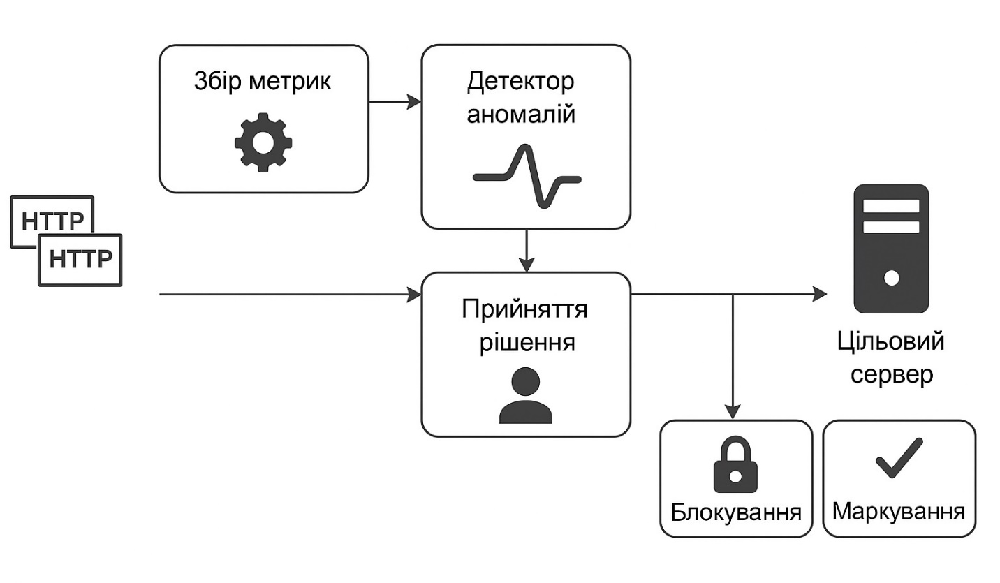 Збір метрик
Детектор
аномалій
HTTP
HTTP
Прийняття
рішення
Цільовий
сервер
Блокування
Маркування